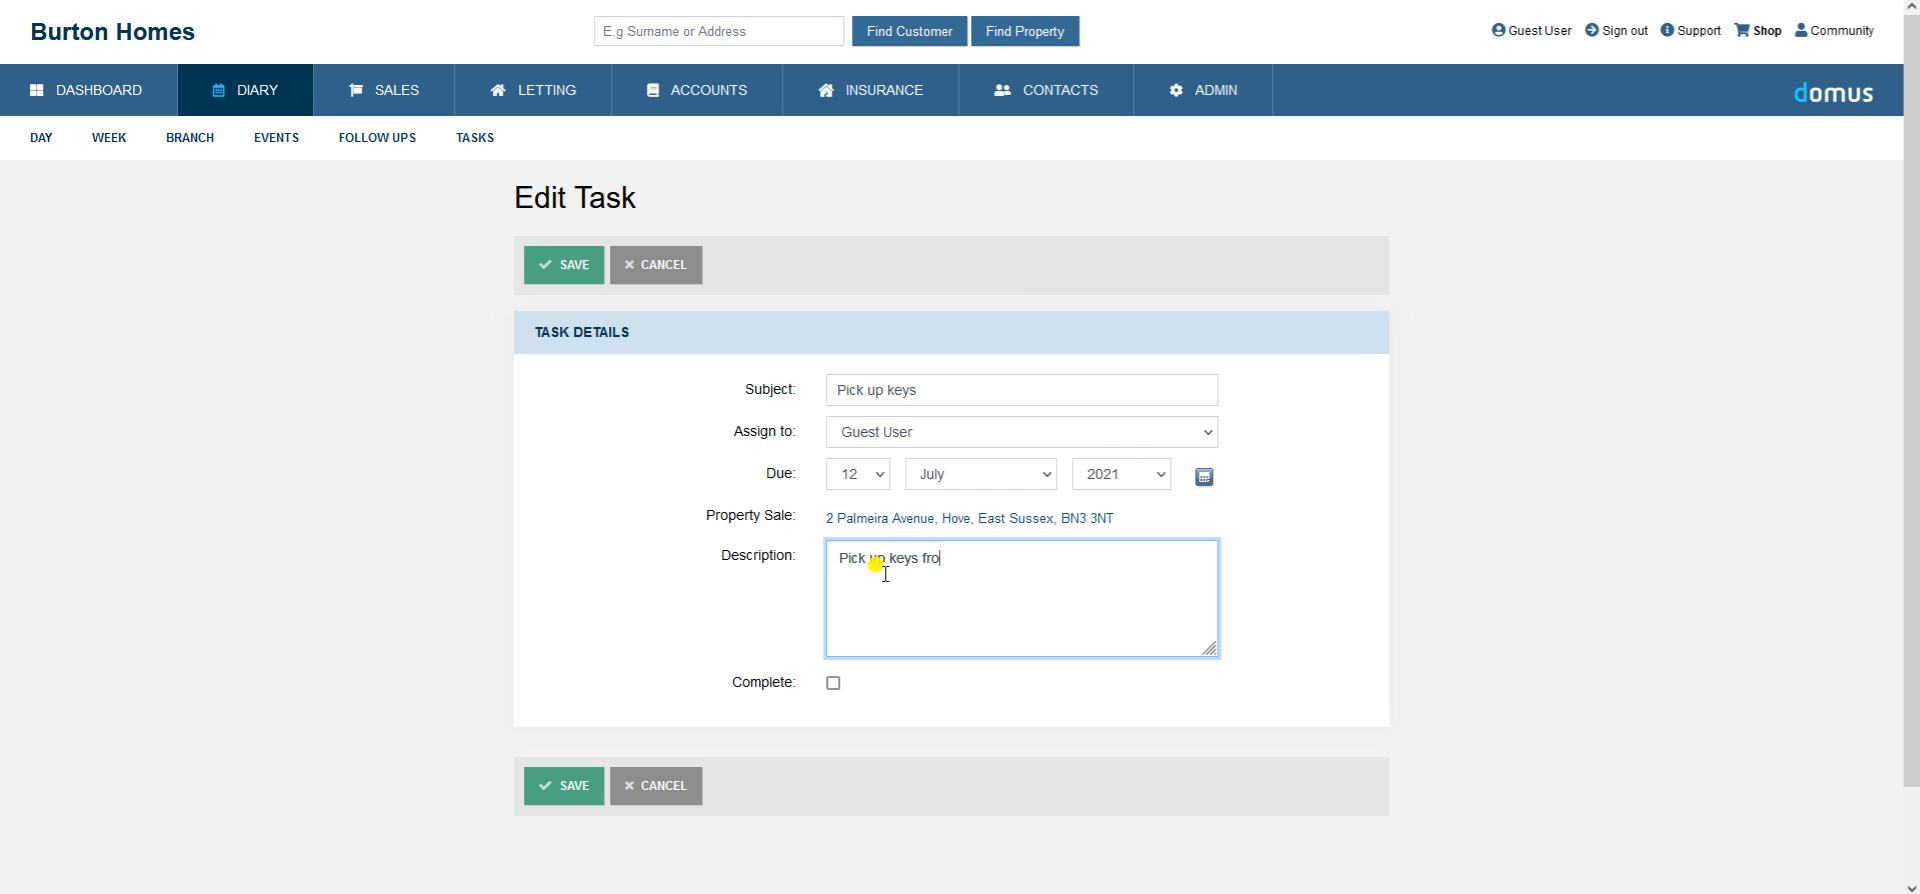 Burton Homes
E.g Surname or Address
Find Customer
Find Property
Guest User
Sign out
Support
Shop
Community
DASHBOARD
DIARY
SALES
LETTING
ACCOUNTS
INSURANCE
CONTACTS
ADMIN
domus
DAY
WEEK
BRANCH
EVENTS
FOLLOW UPS
TASKS
Edit Task
SAVE
CANCEL
TASK DETAILS
Subject: Pick up keys
Assign to: Guest User
Due: 12 July 2021
Property Sale: 2 Palmeira Avenue, Hove, East Sussex, BN3 3NT
Description: Pick up keys fro
Complete:
SAVE
CANCEL